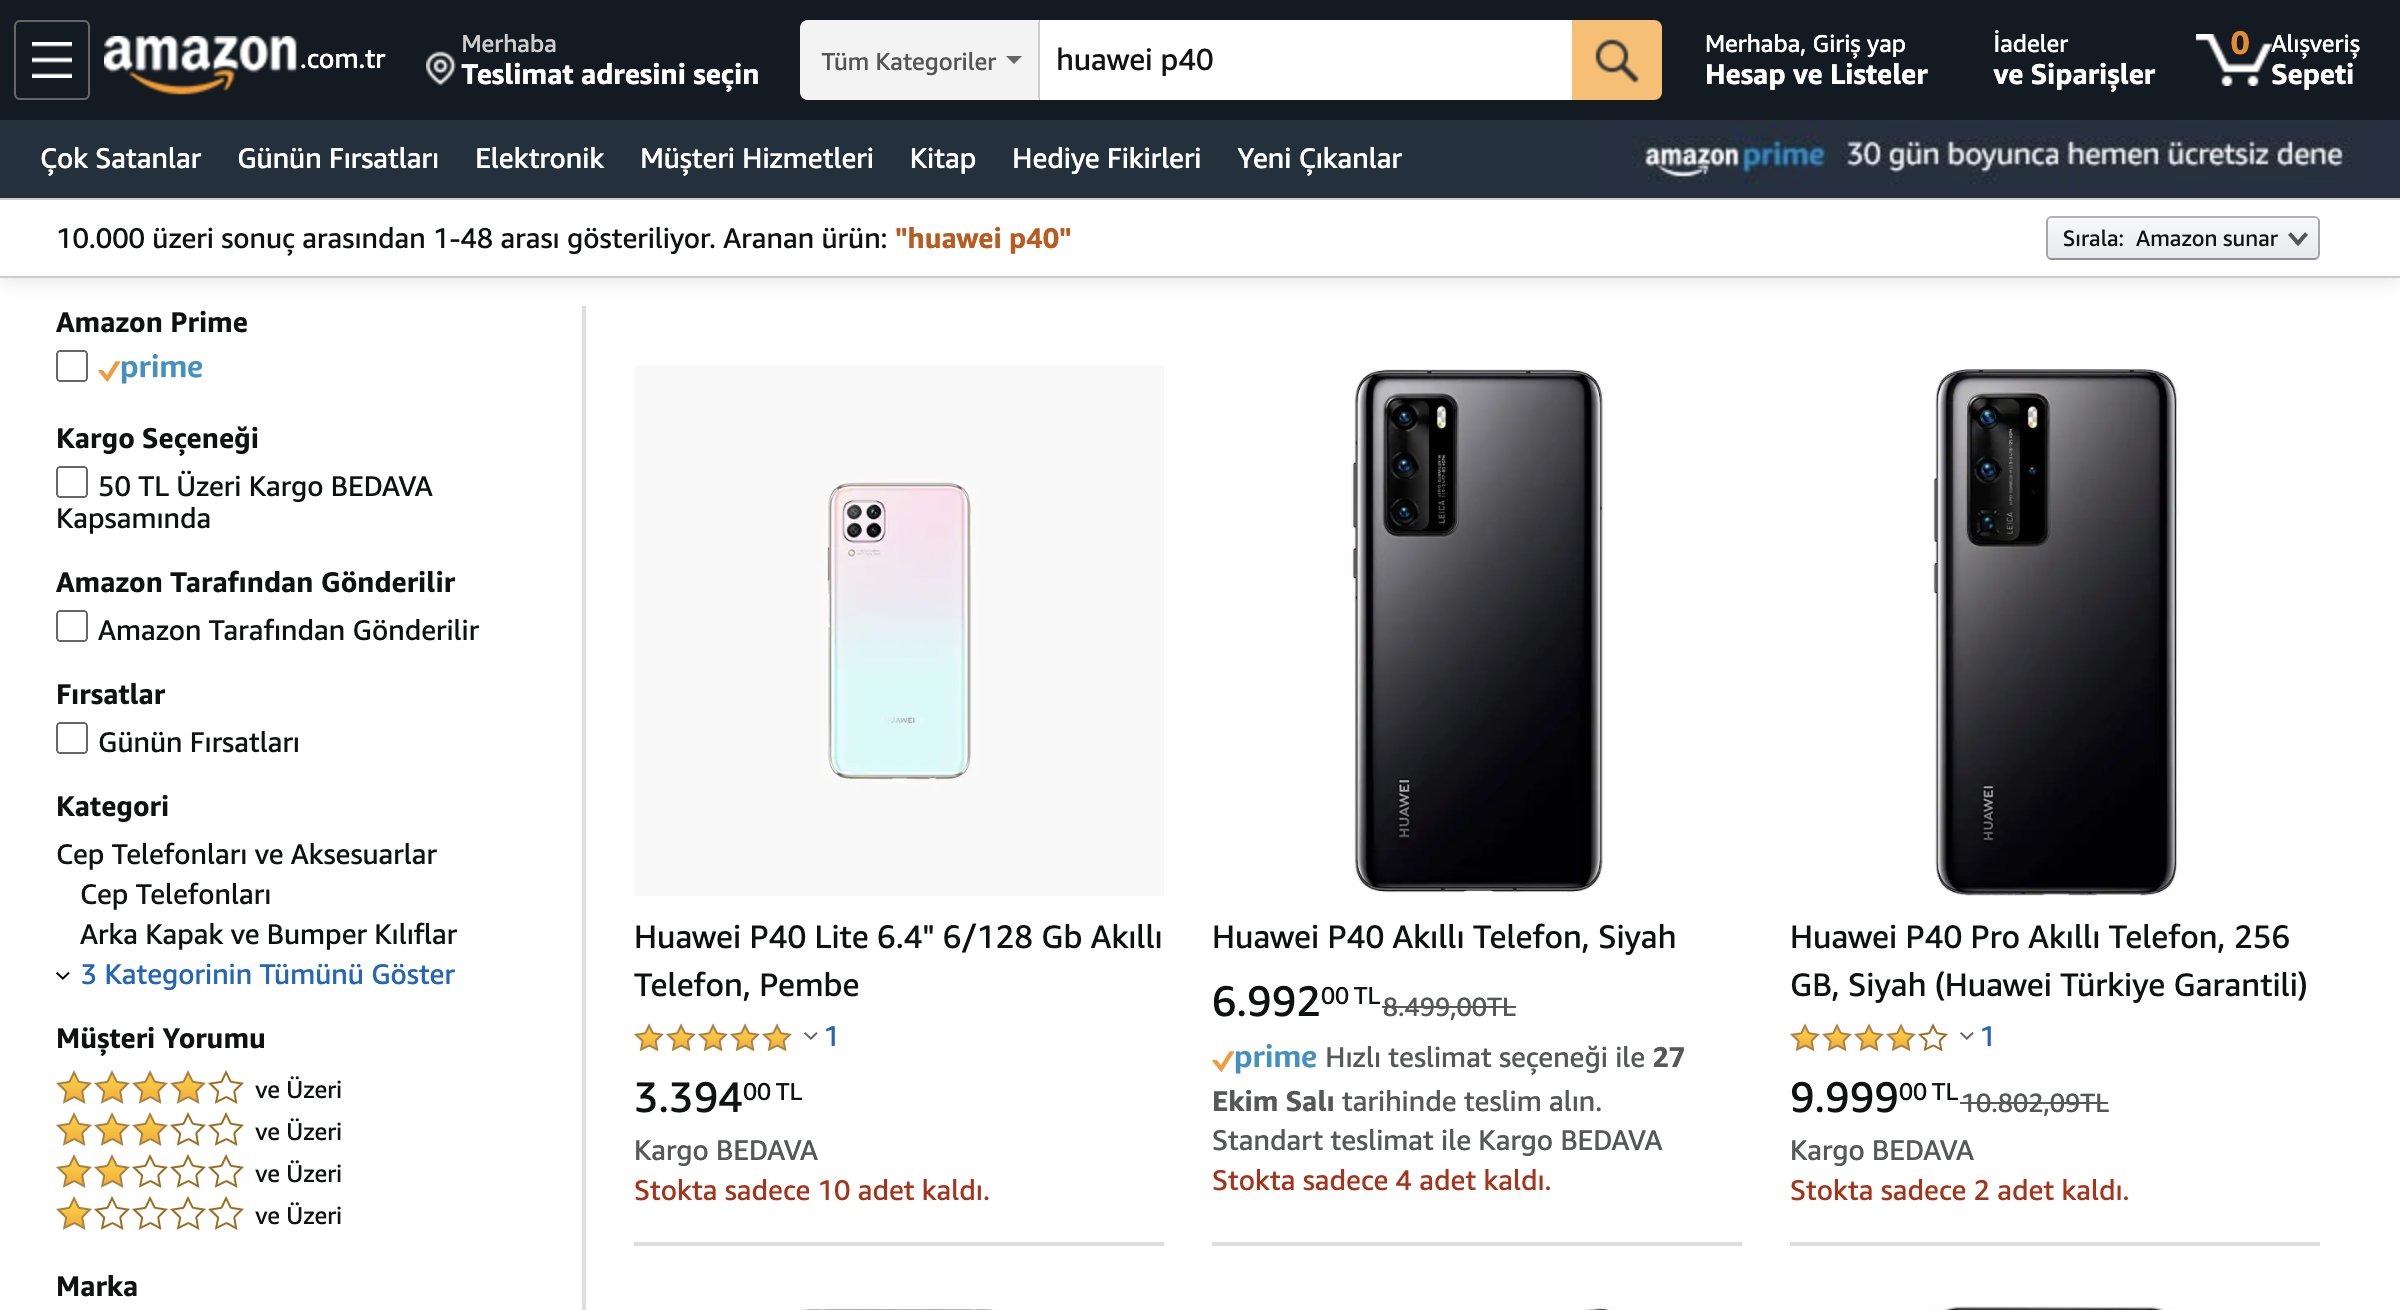 amazon.com.tr
Merhaba
Teslimat adresini seçin
Tüm Kategoriler
huawei p40
Merhaba, Giriş yap
Hesap ve Listeler
İadeler
ve Siparişler
0
Alışveriş
Sepeti
Çok Satanlar
Günün Fırsatları
Elektronik
Müşteri Hizmetleri
Kitap
Hediye Fikirleri
Yeni Çıkanlar
amazon prime 30 gün boyunca hemen ücretsiz dene
10.000 üzeri sonuç arasından 1-48 arası gösteriliyor. Aranan ürün: "huawei p40"
Sırala: Amazon sunar
Amazon Prime
prime
Kargo Seçeneği
50 TL Üzeri Kargo BEDAVA
Kapsamında
Amazon Tarafından Gönderilir
Amazon Tarafından Gönderilir
Fırsatlar
Günün Fırsatları
Kategori
Cep Telefonları ve Aksesuarlar
Cep Telefonları
Arka Kapak ve Bumper Kılıflar
3 Kategorinin Tümünü Göster
Müşteri Yorumu
ve Üzeri
ve Üzeri
ve Üzeri
ve Üzeri
Marka
HUAWEI
Huawei P40 Lite 6.4" 6/128 Gb Akıllı
Telefon, Pembe
1
3.39400 TL
Kargo BEDAVA
Stokta sadece 10 adet kaldı.
LEICA
HUAWEI
Huawei P40 Akıllı Telefon, Siyah
6.99200 TL 8.499,00TL
prime Hızlı teslimat seçeneği ile 27
Ekim Salı tarihinde teslim alın.
Standart teslimat ile Kargo BEDAVA
Stokta sadece 4 adet kaldı.
LEICA
HUAWEI
Huawei P40 Pro Akıllı Telefon, 256
GB, Siyah (Huawei Türkiye Garantili)
1
9.99900 TL 10.802,09TL
Kargo BEDAVA
Stokta sadece 2 adet kaldı.